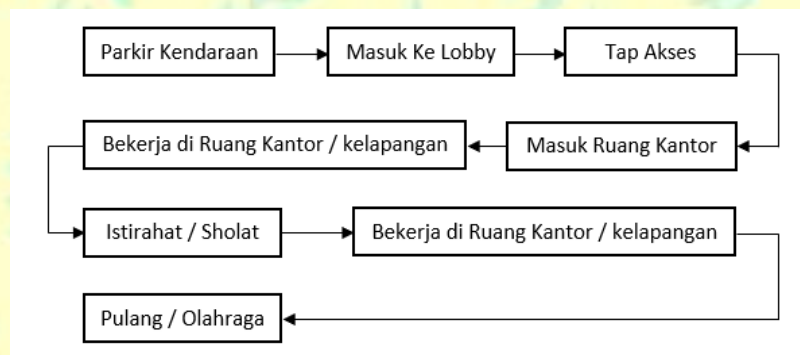 Parkir Kendaraan
Masuk Ke Lobby
Tap Akses
Masuk Ruang Kantor
Bekerja di Ruang Kantor / kelapangan
Istirahat / Sholat
Bekerja di Ruang Kantor / kelapangan
Pulang / Olahraga